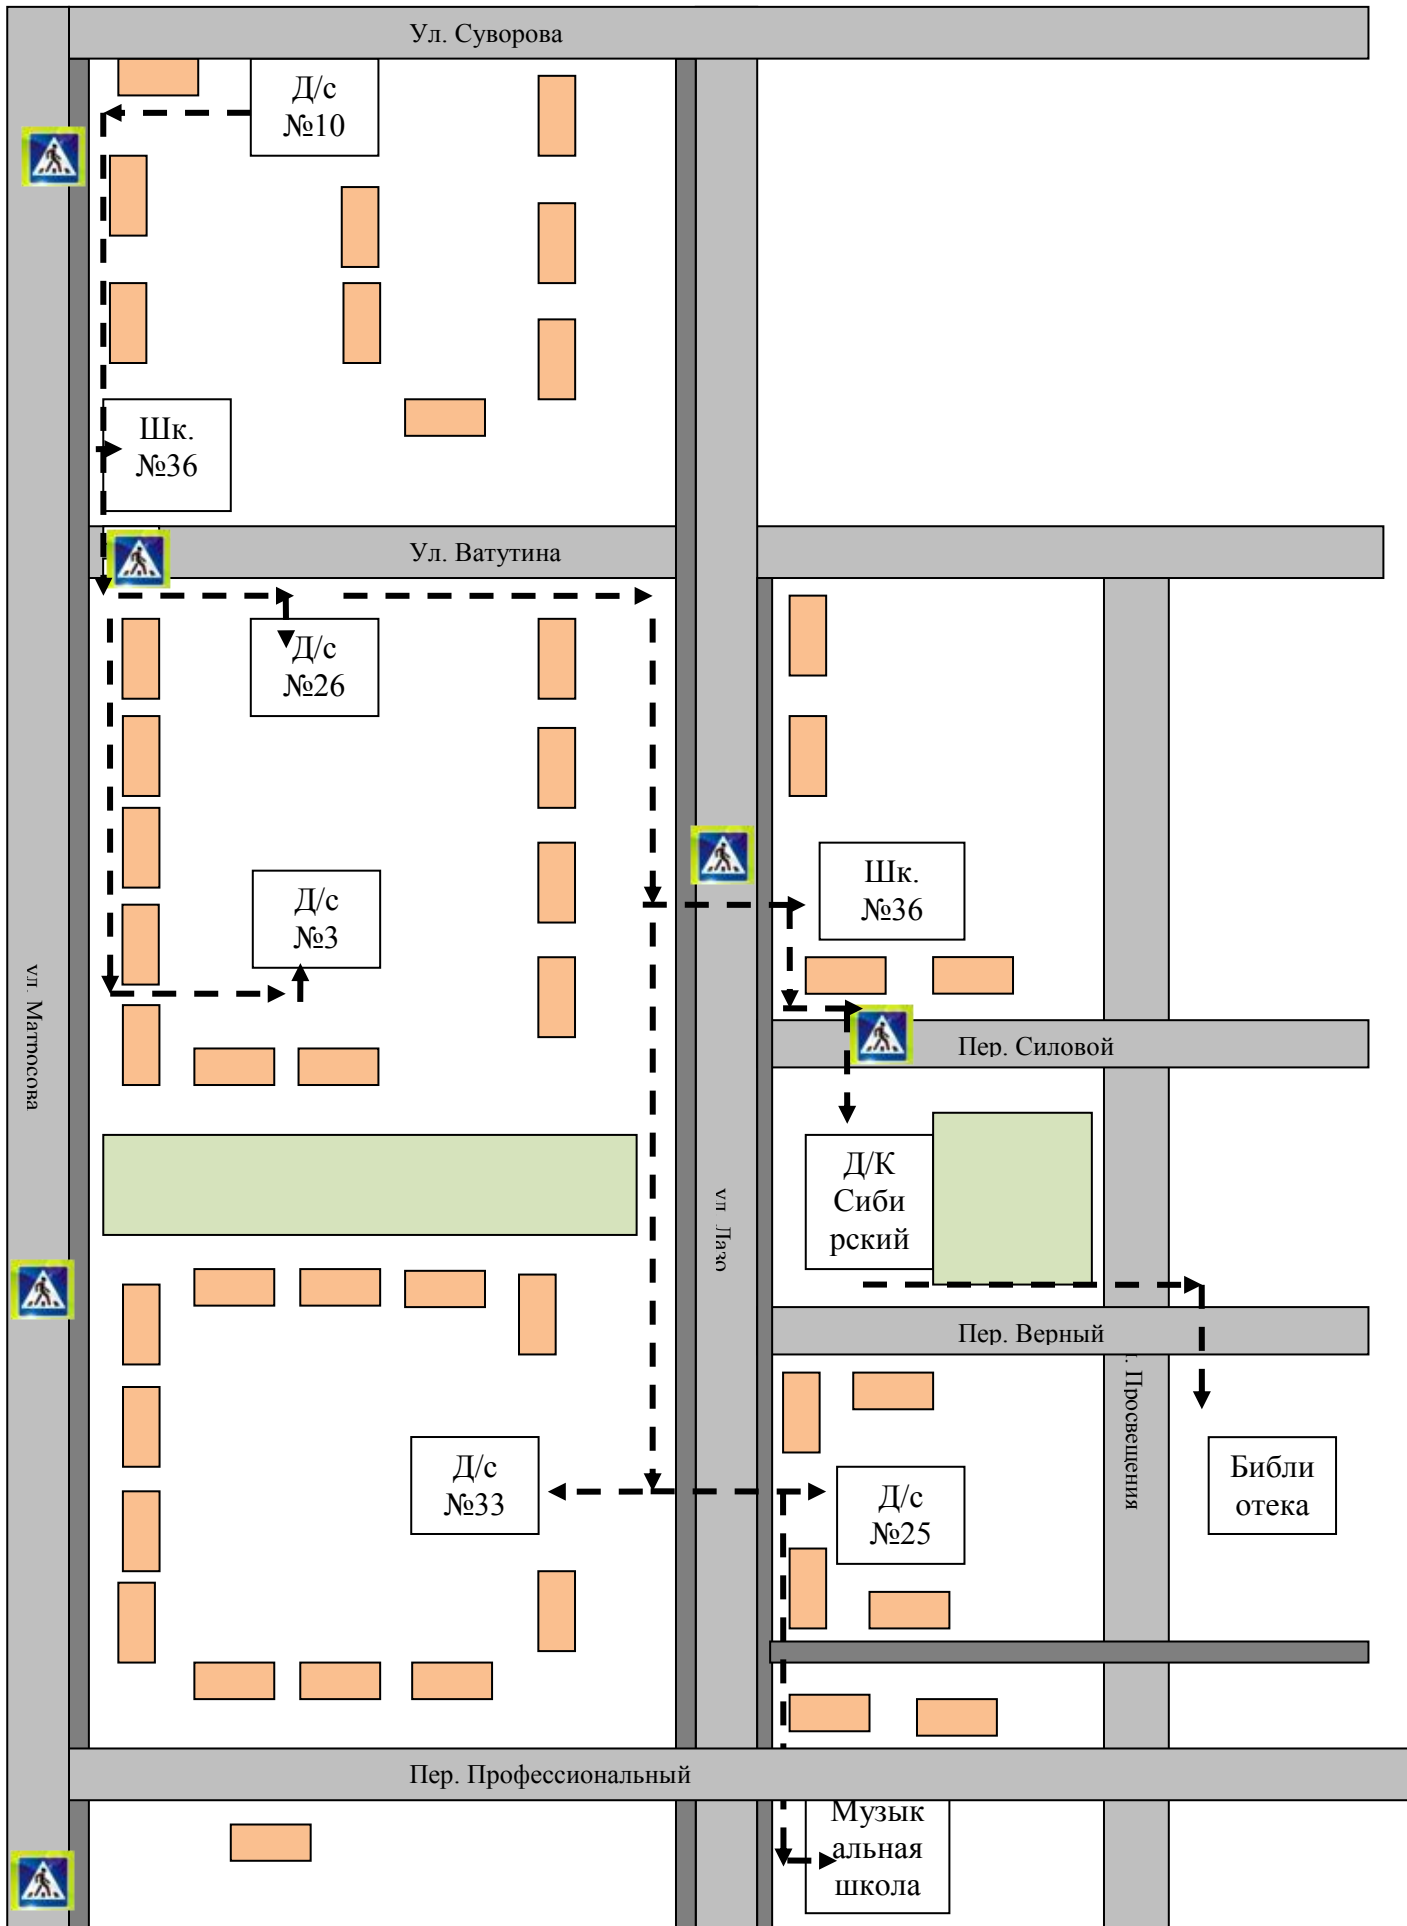 Ул. Суворова
Д/с
№10
Шк.
№36
Ул. Ватутина
Д/с
№26
Д/с
№3
Шк.
№36
Пер. Силовой
ул. Матросова
Д/К
Сиби
рский
ул Лазо
Пер. Верный
. Просвещения
Д/с
№33
Д/с
№25
Библи
отека
Пер. Профессиональный
Музык
альная
школа